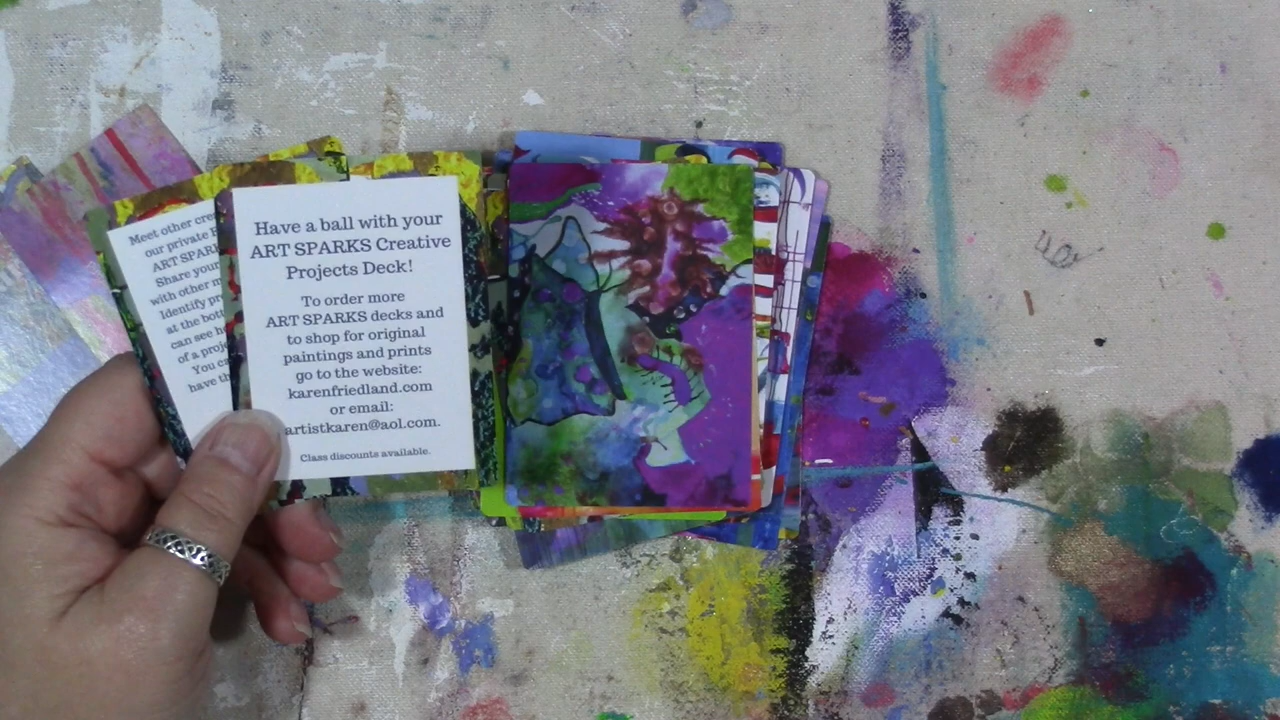 Meet other cre
our private
ART SPAR
Share your
with other m
Identify pr
at the bott
can see h
of a proj
You ca
have th
Have a ball with your
ART SPARKS Creative
Projects Deck!
To order more
ART SPARKS decks and
to shop for original
paintings and prints
go to the website:
karenfriedland.com
or email:
artistkaren@aol.com.
Class discounts available.